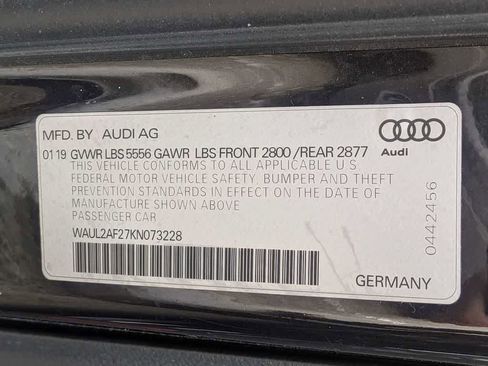 MFD. BY AUDI AG
Audi
01 19 GVWR LBS 5556 GAWR LBS FRONT 2800 /REAR 2877
THIS VEHICLE CONFORMS TO ALL APPLICABLE U S
FEDERAL MOTOR VEHICLE SAFETY, BUMPER AND THEFT
PREVENTION STANDARDS IN EFFECT ON THE DATE OF
MANUFACTURE SHOWN ABOVE
PASSENGER CAR
WAUL2AF27KN073228
0442456
GERMANY